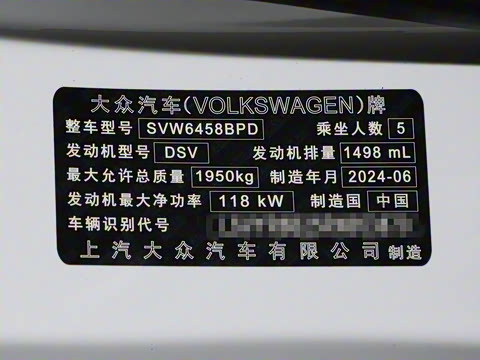 大众汽车(VOLKSWAGEN)牌
整车型号 SVW6458BPD 乘坐人数 5
发动机型号 DSV 发动机排量 1498 mL
最大允许总质量 1950kg 制造年月 2024-06
发动机最大净功率 118 kW 制造国 中国
车辆识别代号
上汽大众汽车有限公司 制造